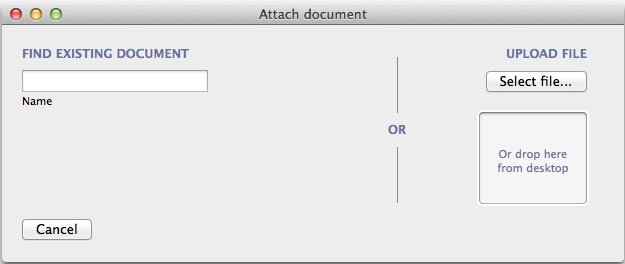 Attach document
FIND EXISTING DOCUMENT
Name
OR
UPLOAD FILE
Select file...
Or drop here
from desktop
Cancel